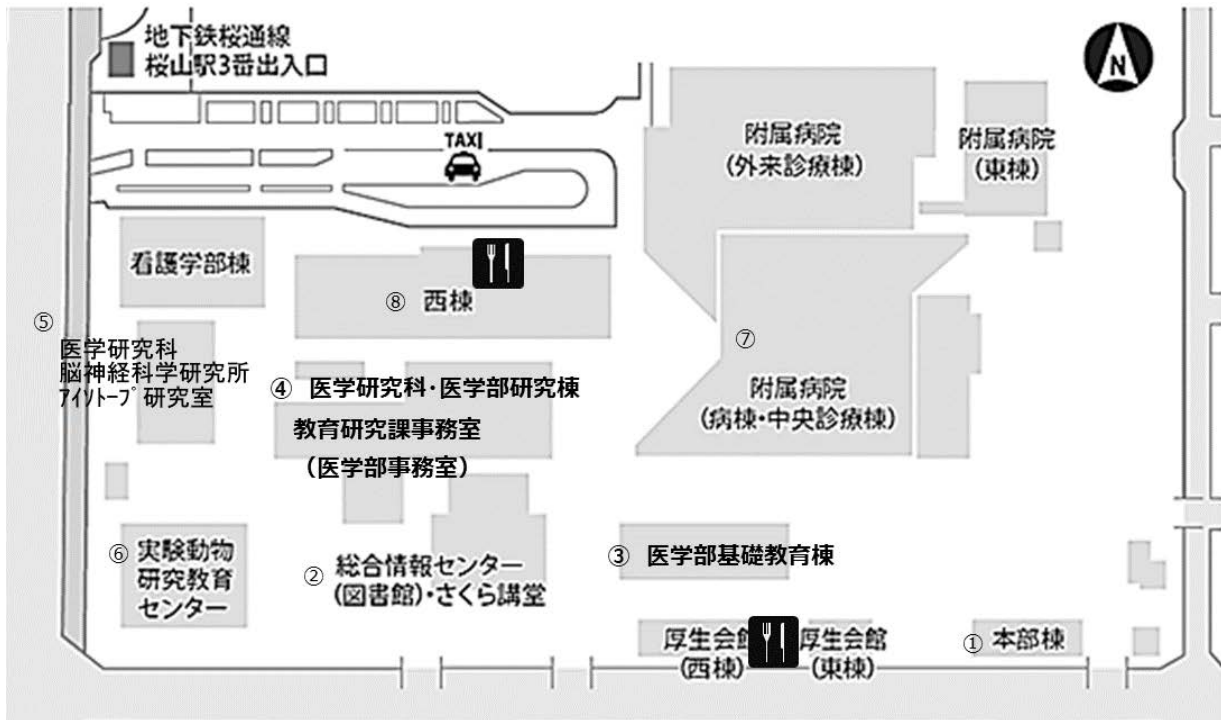 地下鉄桜通線
桜山駅3番出入口
N
TAXI
附属病院
(外来診療棟)
附属病院
(東棟)
看護学部棟
⑧ 西棟
⑤
医学研究科
脳神経科学研究所
ｱｲｿﾄｰﾌﾟ研究室
④ 医学研究科・医学部研究棟
教育研究課事務室
（医学部事務室）
⑦
附属病院
(病棟・中央診療棟)
⑥ 実験動物
研究教育
センター
② 総合情報センター
(図書館)・さくら講堂
③ 医学部基礎教育棟
厚生会館
(西棟)
厚生会館
(東棟)
① 本部棟